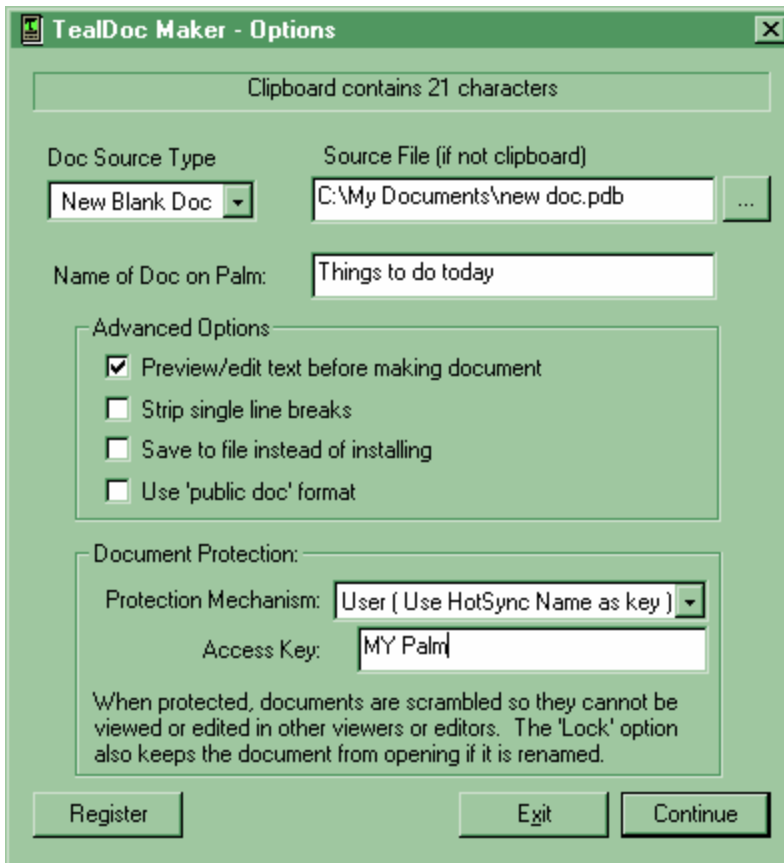 TealDoc Maker - Options
Clipboard contains 21 characters
Doc Source Type
Source File (if not clipboard)
New Blank Doc
C:\My Documents\new doc.pdb
...
Name of Doc on Palm:
Things to do today
Advanced Options
Preview/edit text before making document
Strip single line breaks
Save to file instead of installing
Use 'public doc' format
Document Protection:
Protection Mechanism:
User ( Use HotSync Name as key )
Access Key:
MY Palm
When protected, documents are scrambled so they cannot be
viewed or edited in other viewers or editors. The 'Lock' option
also keeps the document from opening if it is renamed.
Register
Exit
Continue